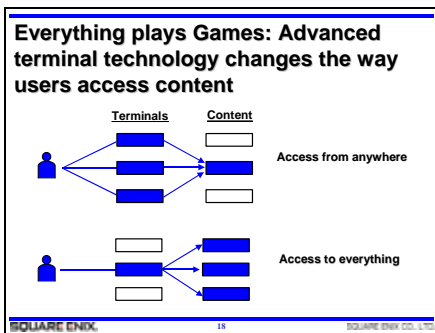 Everything plays Games: Advanced
terminal technology changes the way
users access content
Terminals Content
Access from anywhere
Access to everything
SQUARE ENIX. 18 SQUARE ENIX CO., LTD.